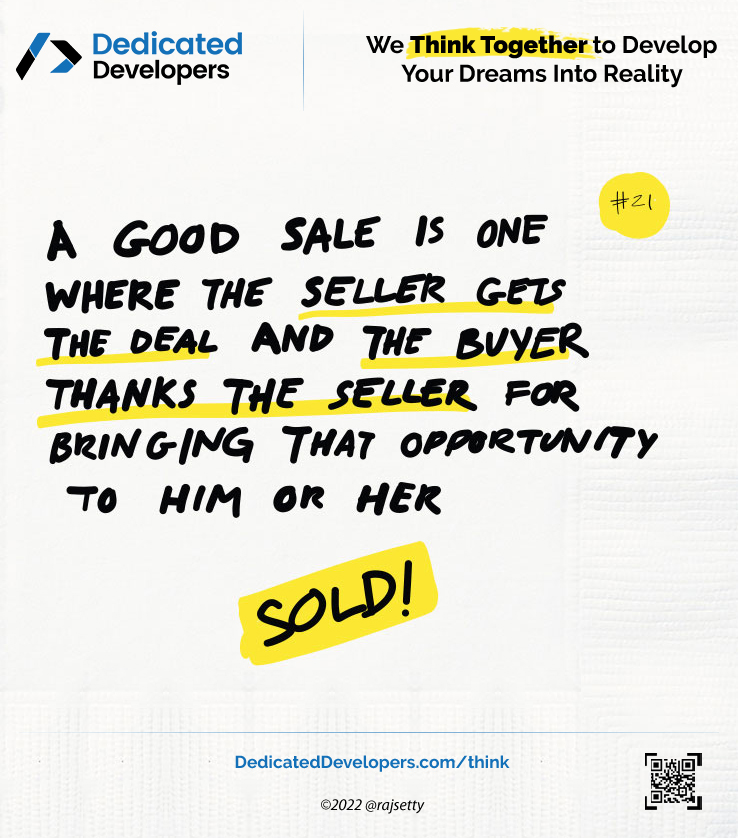 Dedicated
Developers
We Think Together to Develop
Your Dreams Into Reality
#21
A GOOD SALE IS ONE
WHERE THE SELLER GETS
THE DEAL AND THE BUYER
THANKS THE SELLER FOR
BRINGING THAT OPPORTUNITY
TO HIM OR HER
SOLD!
DedicatedDevelopers.com/think
©2022 @rajsetty